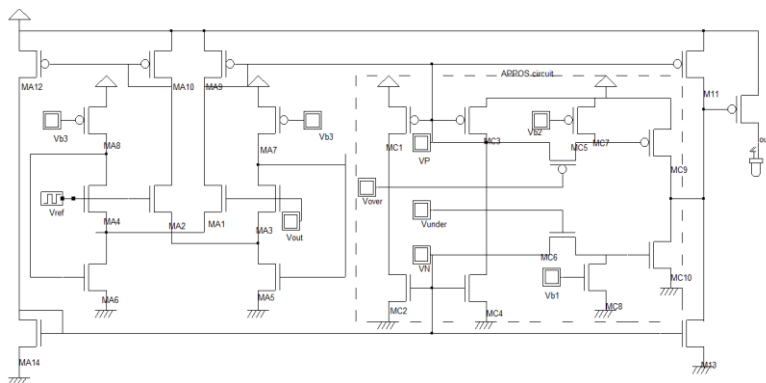 APPOS circuit
MA12
MA10
MA9
M11
Vb3
MA8
Vb3
MA7
MC1
VP
MC3
Vb2
MC5
MC7
MC9
Vover
Vref
MA4
MA2
MA1
MA3
Vout
Vunder
VN
MC6
MC10
MA6
MA5
MC2
MC4
Vb1
MC8
MA14
M13